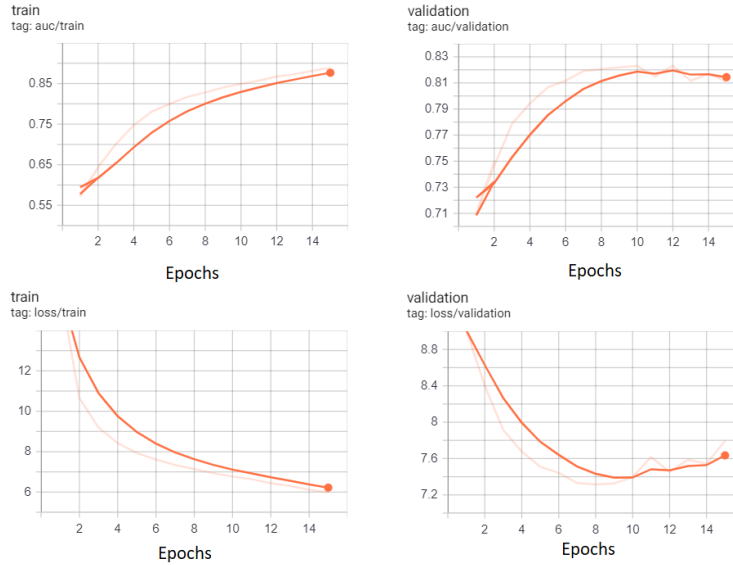 train
tag: auc/train
0.85
0.75
0.65
0.55
2 4 6 8 10 12 14
Epochs
validation
tag: auc/validation
0.83
0.81
0.79
0.77
0.75
0.73
0.71
2 4 6 8 10 12 14
Epochs
train
tag: loss/train
12
10
8
6
2 4 6 8 10 12 14
Epochs
validation
tag: loss/validation
8.8
8.4
8
7.6
7.2
2 4 6 8 10 12 14
Epochs